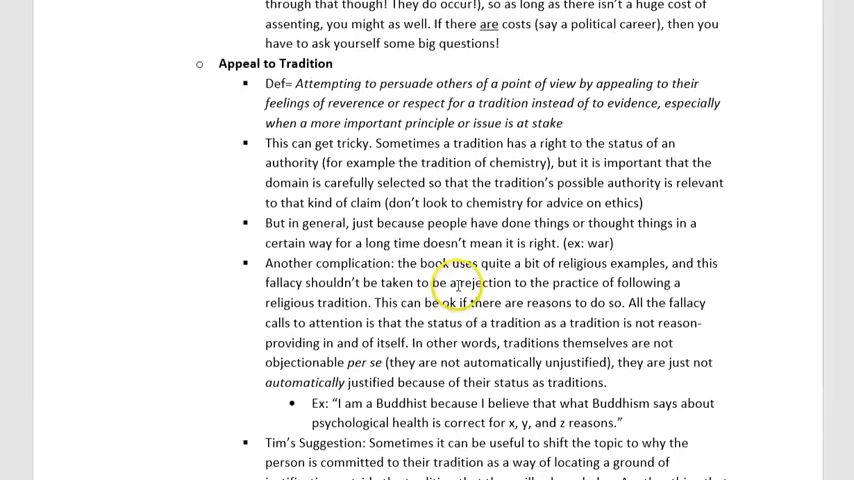 through that though! They do occur!), so as long as there isn't a huge cost of
assenting, you might as well. If there are costs (say a political career), then you
have to ask yourself some big questions!
o Appeal to Tradition
▪ Def= Attempting to persuade others of a point of view by appealing to their
feelings of reverence or respect for a tradition instead of to evidence, especially
when a more important principle or issue is at stake
▪ This can get tricky. Sometimes a tradition has a right to the status of an
authority (for example the tradition of chemistry), but it is important that the
domain is carefully selected so that the tradition's possible authority is relevant
to that kind of claim (don't look to chemistry for advice on ethics)
▪ But in general, just because people have done things or thought things in a
certain way for a long time doesn't mean it is right. (ex: war)
▪ Another complication: the book uses quite a bit of religious examples, and this
fallacy shouldn't be taken to be a rejection to the practice of following a
religious tradition. This can be ok if there are reasons to do so. All the fallacy
calls to attention is that the status of a tradition as a tradition is not reason-
providing in and of itself. In other words, traditions themselves are not
objectionable per se (they are not automatically unjustified), they are just not
automatically justified because of their status as traditions.
• Ex: "I am a Buddhist because I believe that what Buddhism says about
psychological health is correct for x, y, and z reasons."
▪ Tim's Suggestion: Sometimes it can be useful to shift the topic to why the
person is committed to their tradition as a way of locating a ground of